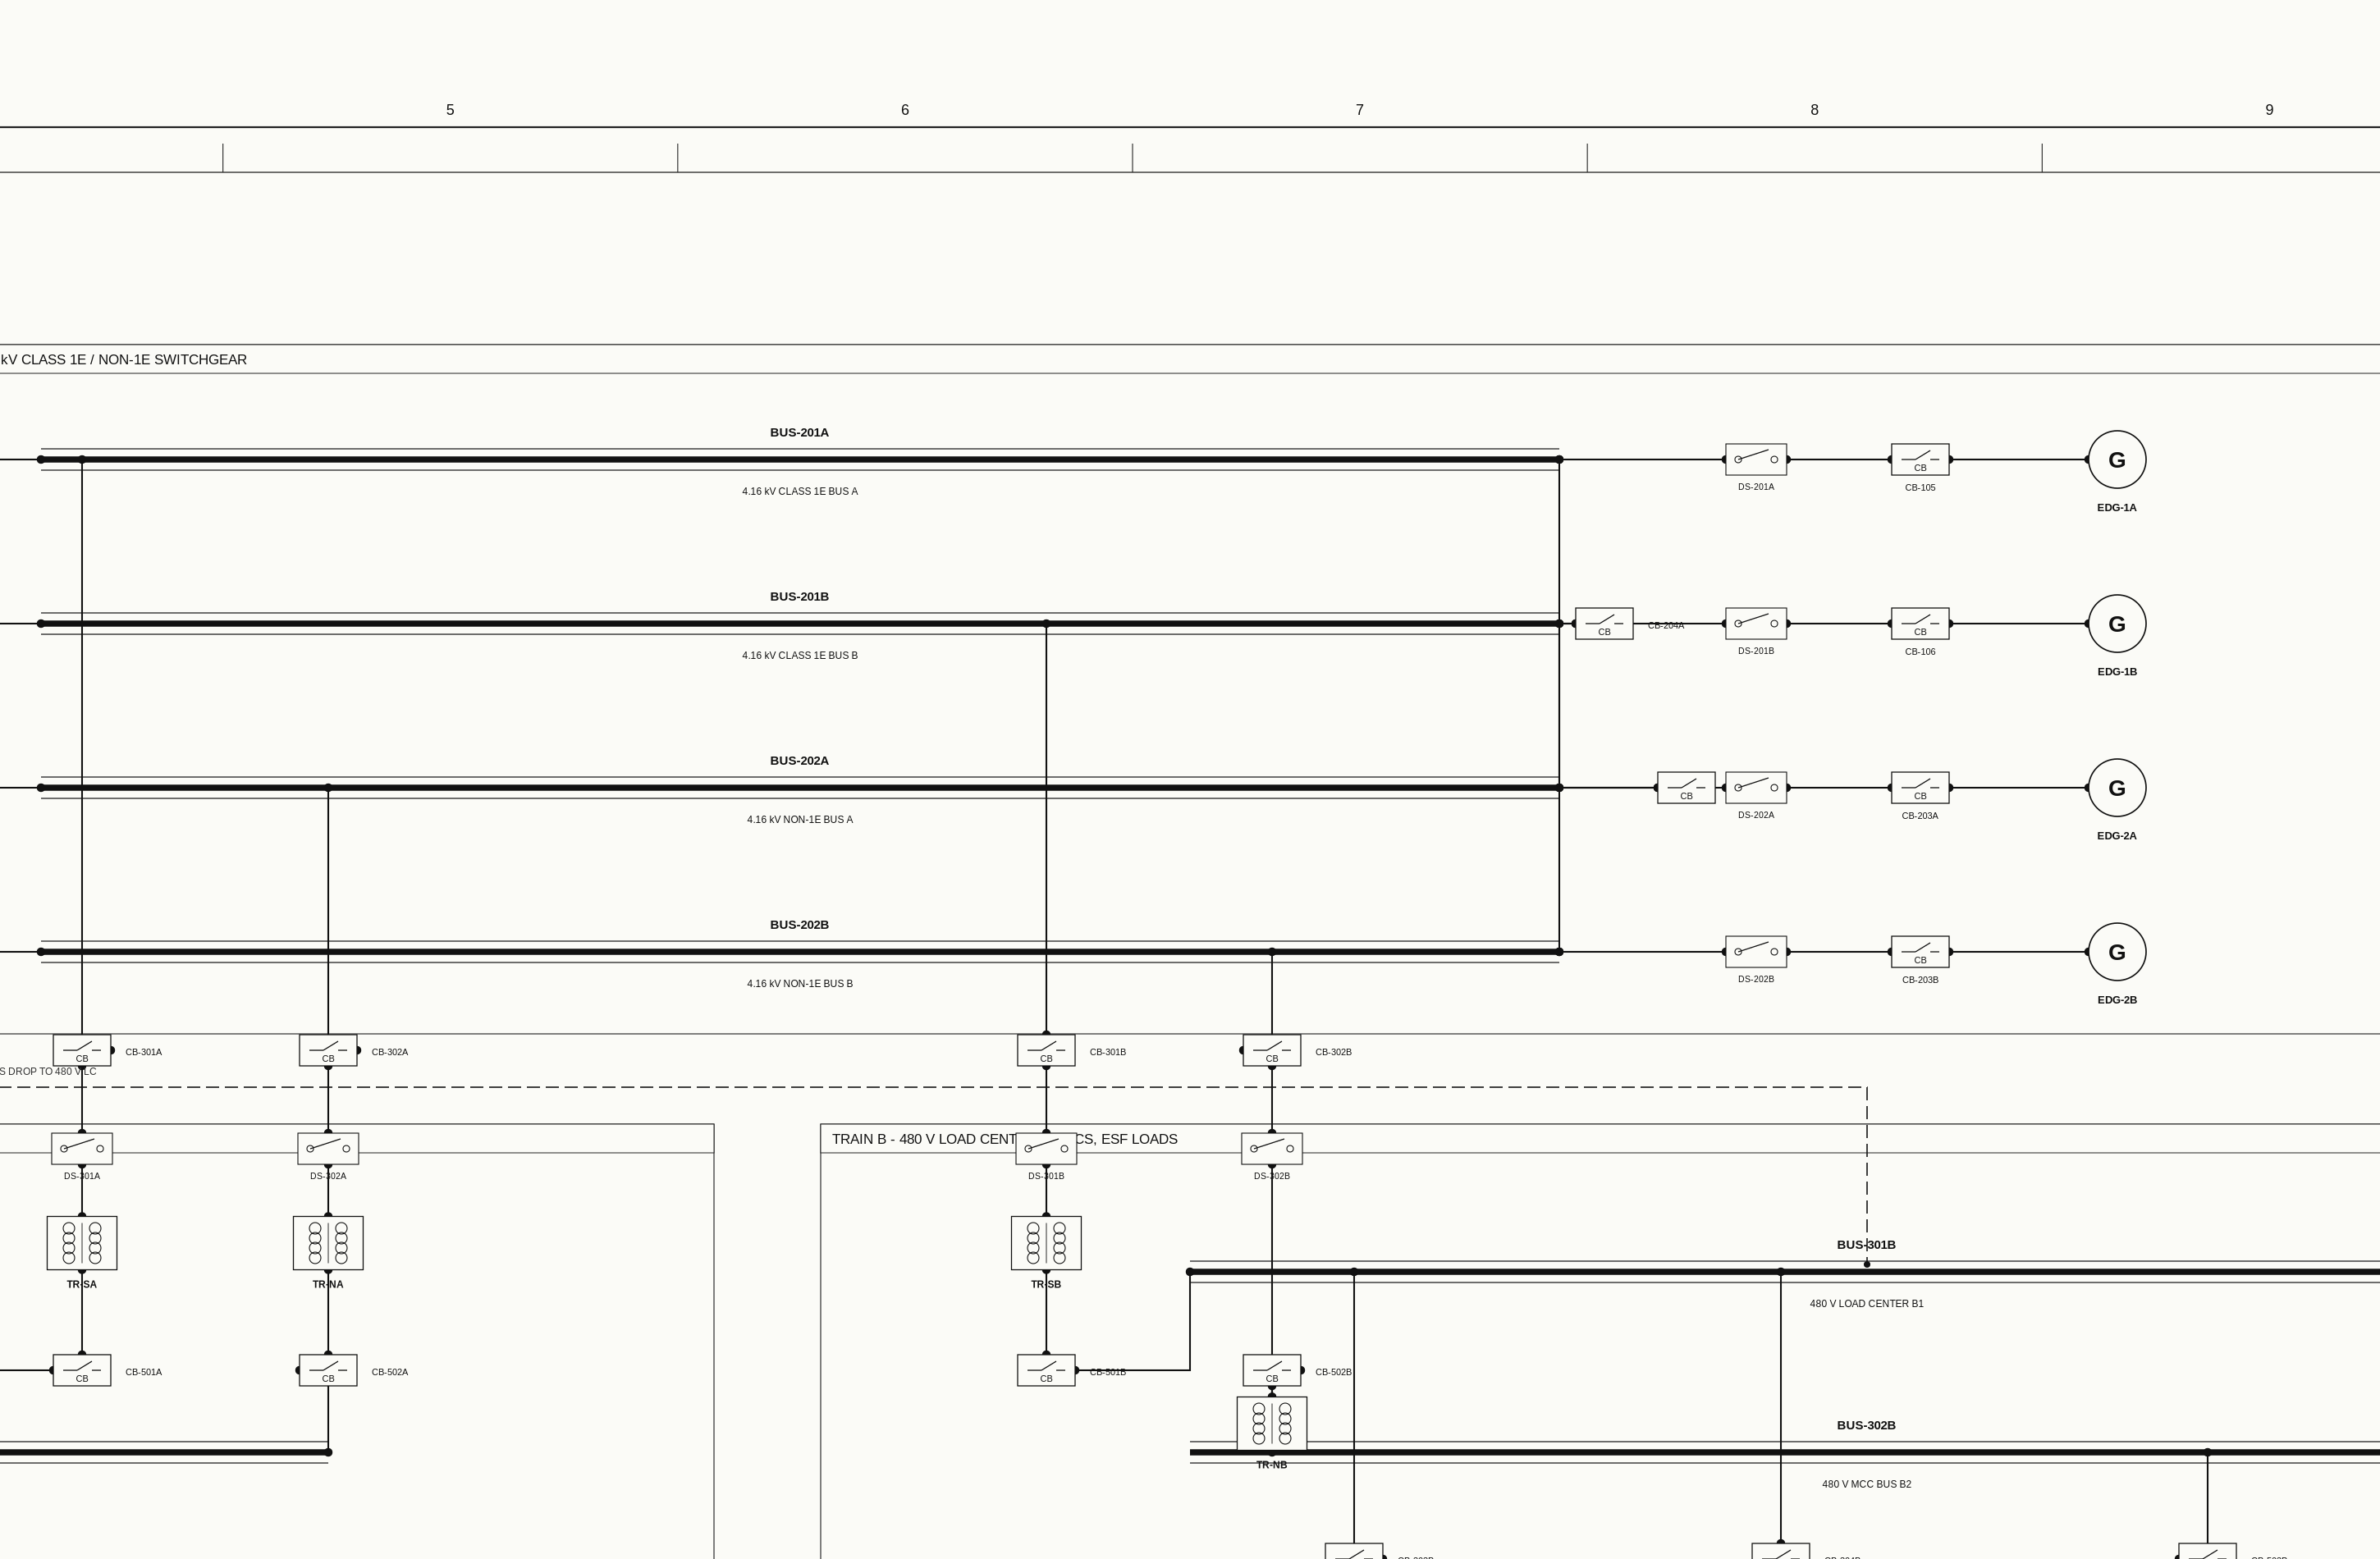 5 6 7 8 9
kV CLASS 1E / NON-1E SWITCHGEAR
BUS-201A
4.16 kV CLASS 1E BUS A
DS-201A
CB
CB-105
G
EDG-1A
BUS-201B
4.16 kV CLASS 1E BUS B
CB
CB-204A
DS-201B
CB
CB-106
G
EDG-1B
BUS-202A
4.16 kV NON-1E BUS A
CB
DS-202A
CB
CB-203A
G
EDG-2A
BUS-202B
4.16 kV NON-1E BUS B
DS-202B
CB
CB-203B
G
EDG-2B
CB
CB-301A
CB
CB-302A
CB
CB-301B
CB
CB-302B
S DROP TO 480 V LC
TRAIN B - 480 V LOAD CENT CS, ESF LOADS
DS-301A
DS-302A
DS-301B
DS-302B
TR-SA
TR-NA
TR-SB
BUS-301B
480 V LOAD CENTER B1
CB
CB-501A
CB
CB-502A
CB
CB-501B
CB
CB-502B
BUS-302B
TR-NB
480 V MCC BUS B2